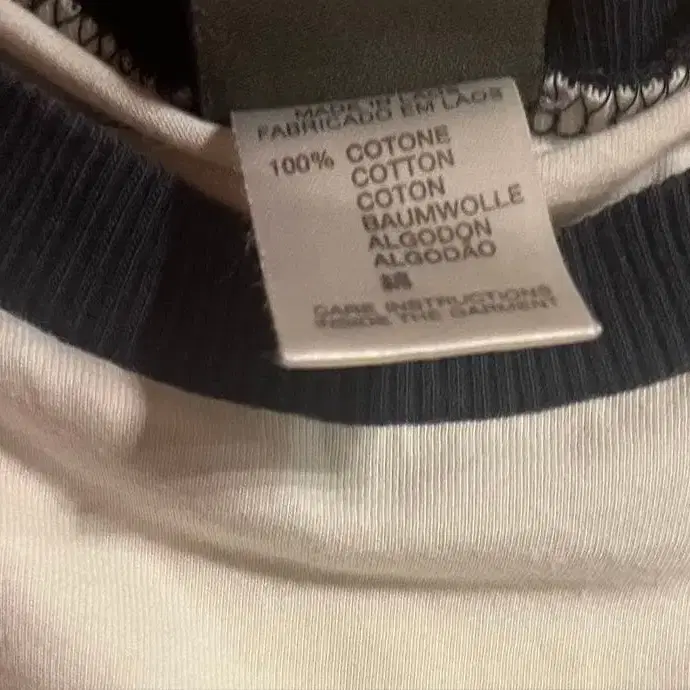 MADE IN LAOS
FABRICADO EM LAOS
100% COTONE
COTTON
COTON
BAUMWOLLE
ALGODON
ALGODÃO
M
CARE INSTRUCTIONS
INSIDE THE GARMENT